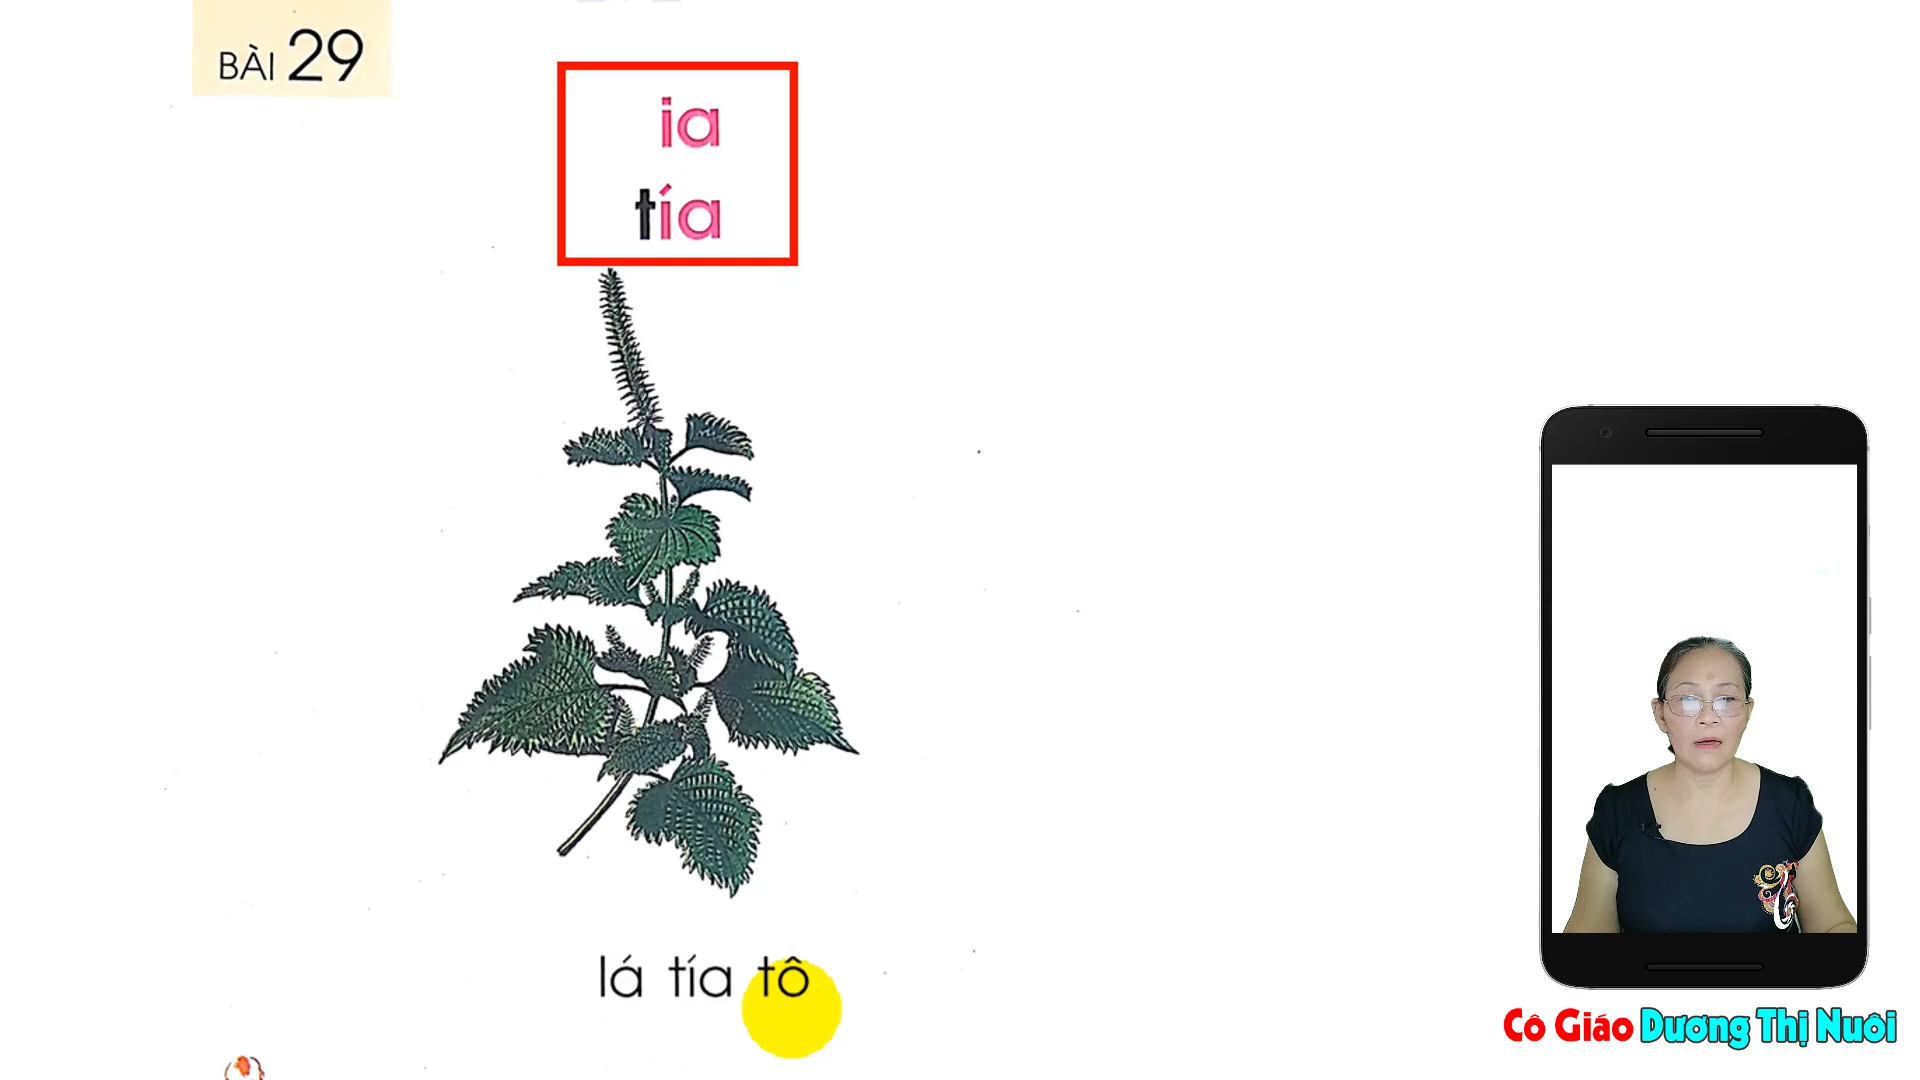 BÀI 29
ia
tía
lá tía tô
Cô Giáo Dương Thị Nuôi